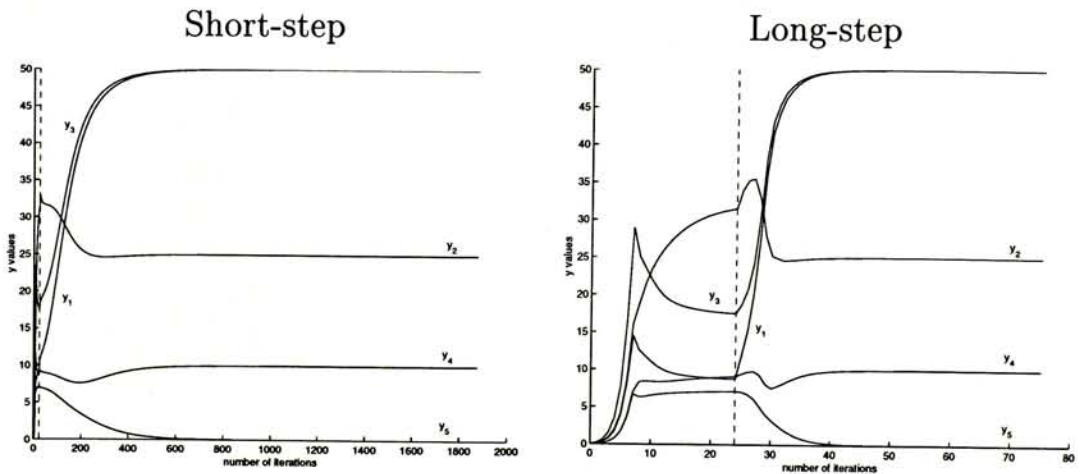 Short-step
50
45
40
35
30
25
20
15
10
5
0
y values
0 200 400 600 800 1000 1200 1400 1600 1800 2000
number of iterations
y3
y1
y2
y4
y5
Long-step
50
45
40
35
30
25
20
15
10
5
0
y values
0 10 20 30 40 50 60 70 80
number of iterations
y3
y1
y2
y4
y5